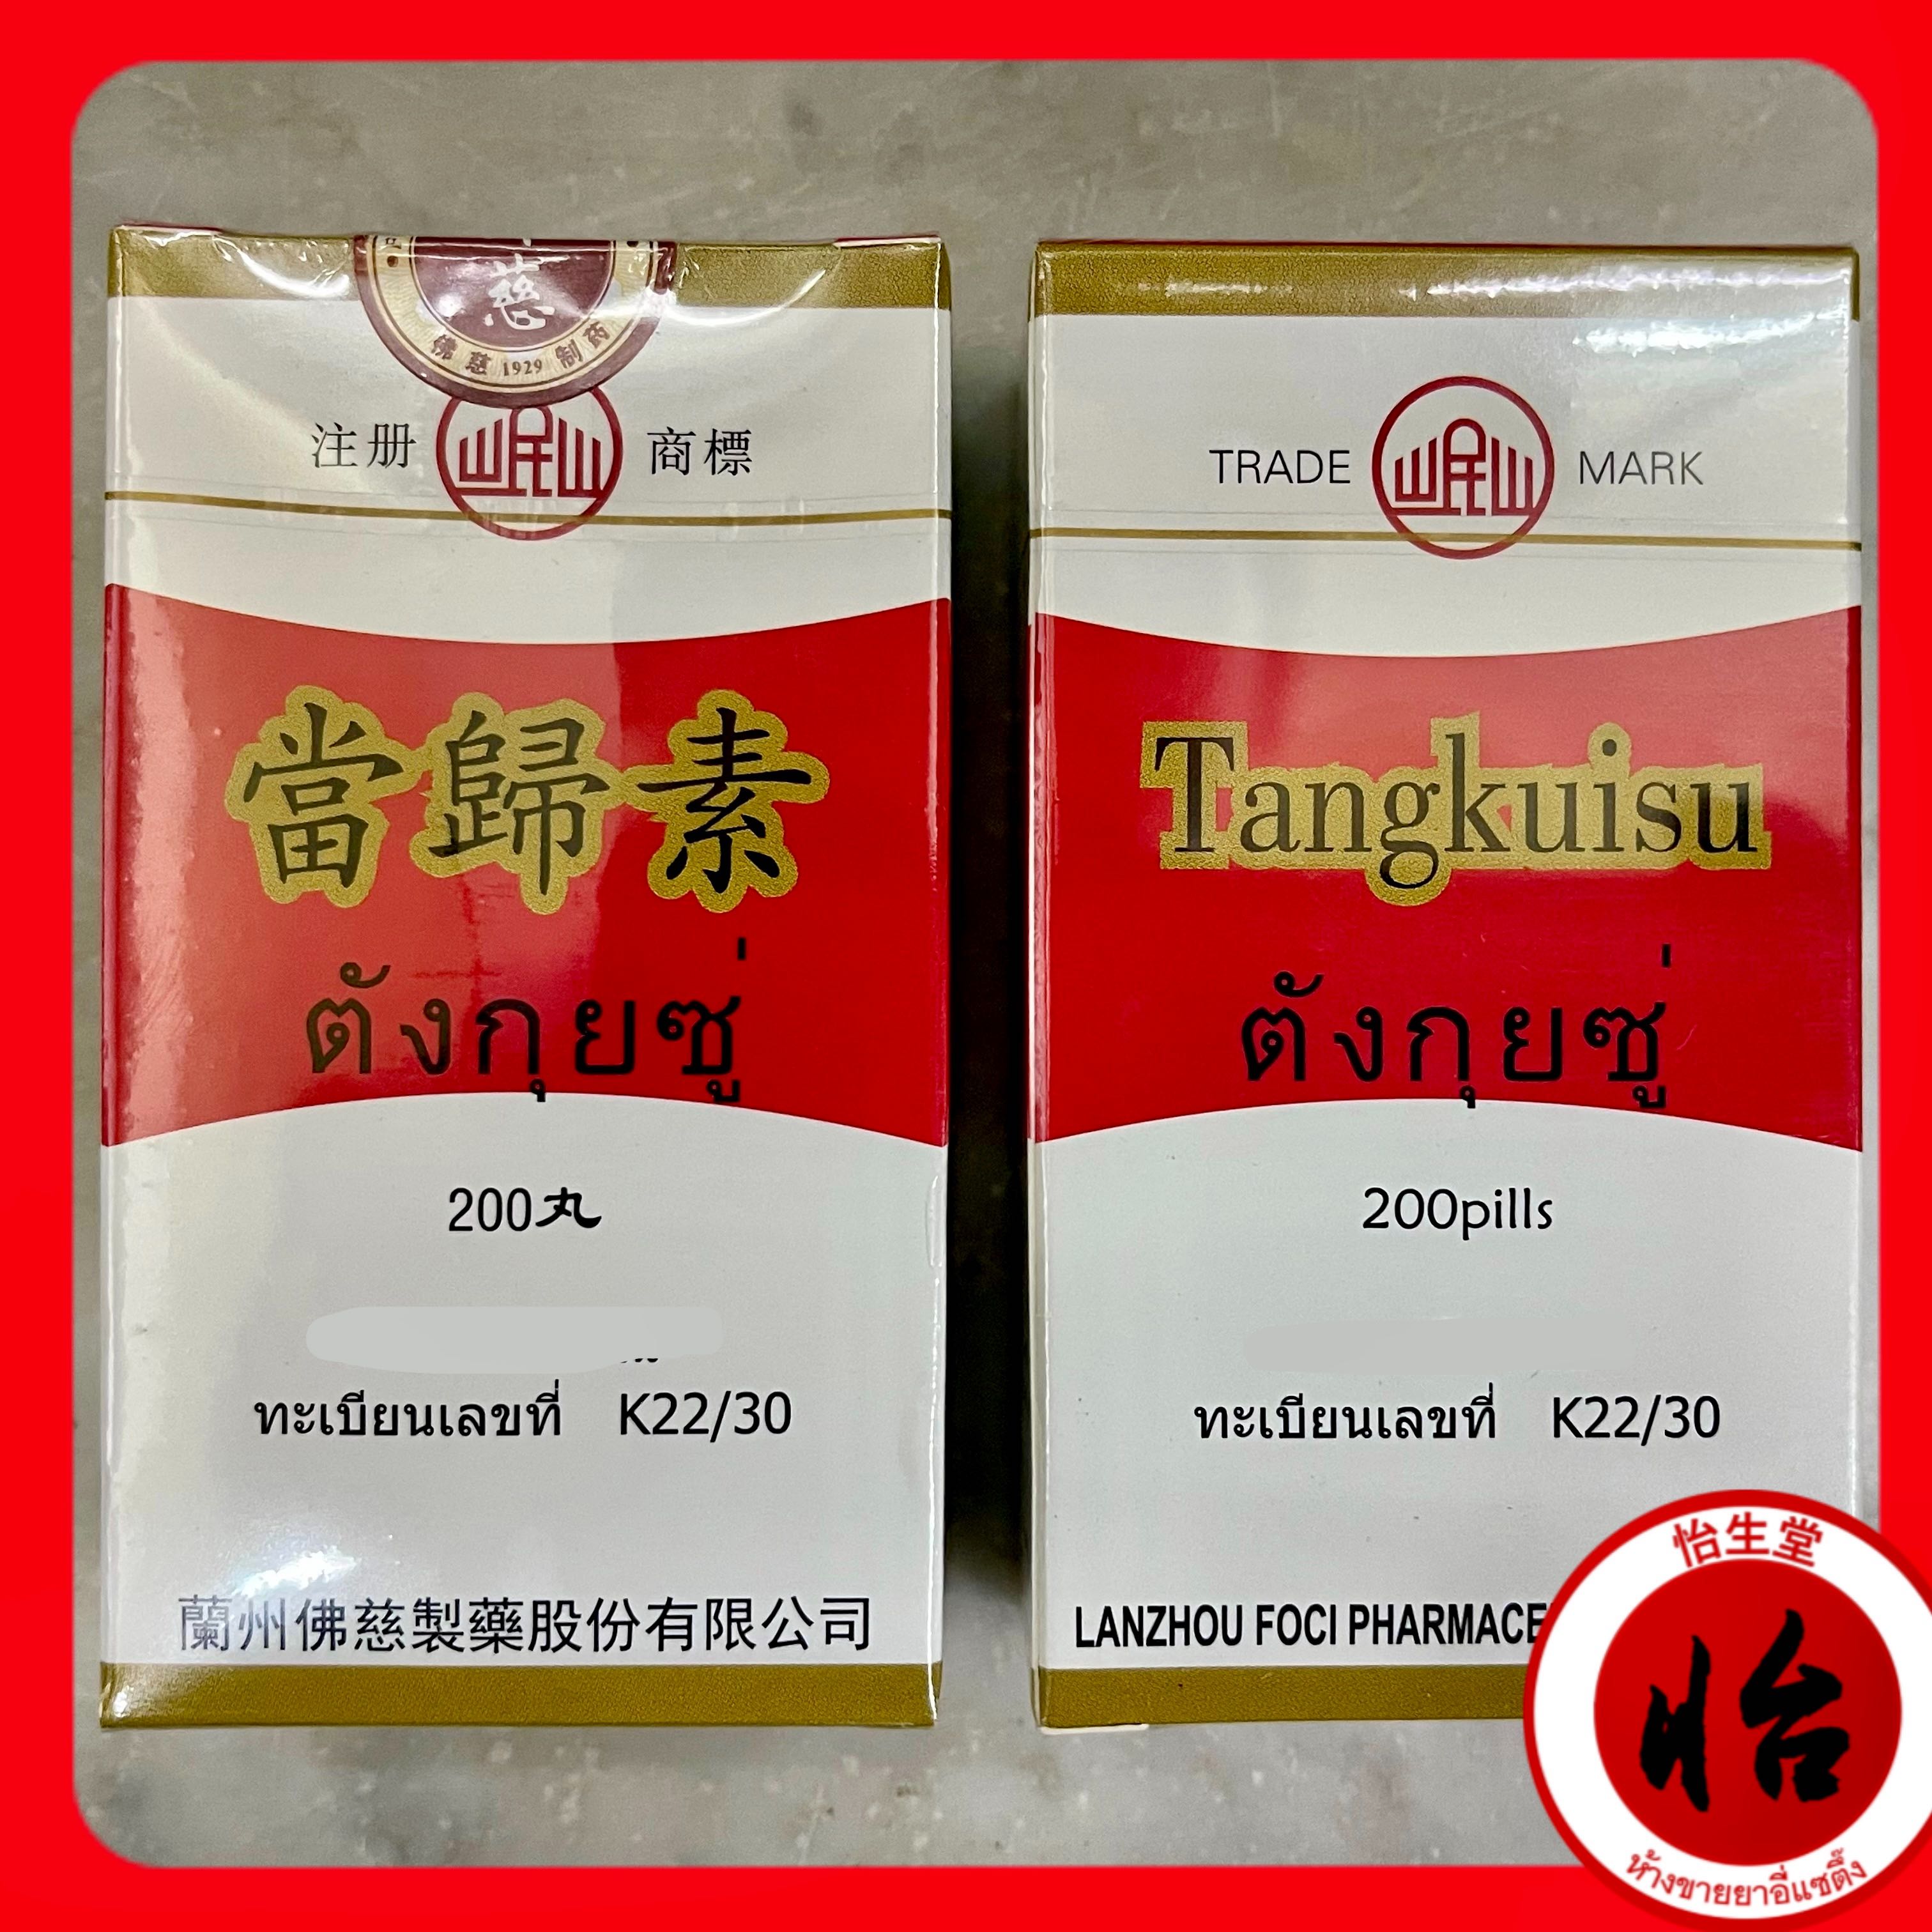 慈
佛慈 1929 制药
注册 岷山 商標
當歸素
ตังกุยซู่
200丸
ทะเบียนเลขที่ K22/30
蘭州佛慈製藥股份有限公司
TRADE 岷山 MARK
Tangkuisu
ตังกุยซู่
200pills
ทะเบียนเลขที่ K22/30
LANZHOU FOCI
怡生堂
怡
ห้างขายยาอี่แซตึ๊ง